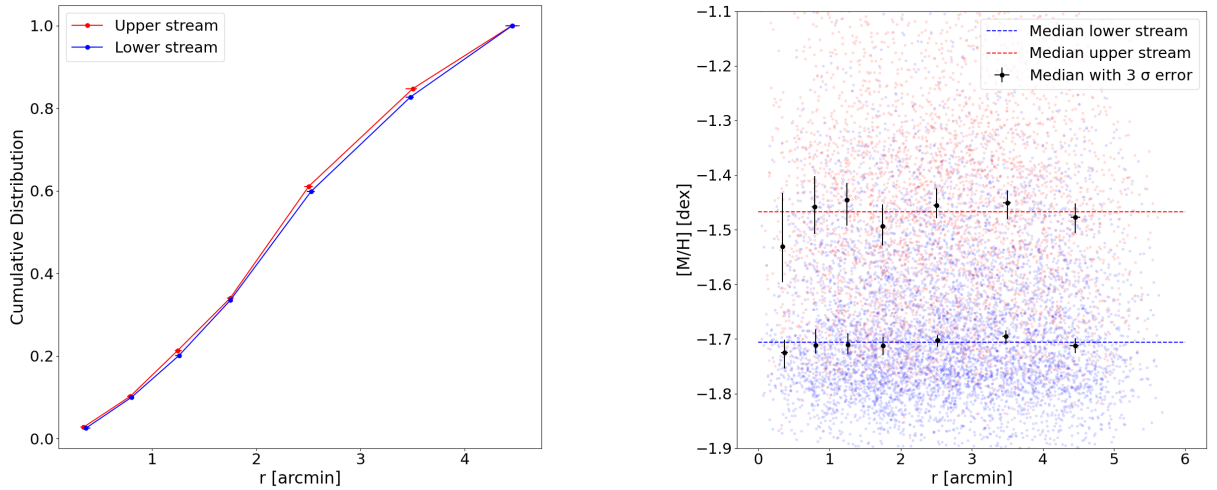 Upper stream
Lower stream
1.0
0.8
0.6
0.4
0.2
0.0
Cumulative Distribution
1 2 3 4
r [arcmin]
Median lower stream
Median upper stream
Median with 3 σ error
−1.1
−1.2
−1.3
−1.4
−1.5
−1.6
−1.7
−1.8
−1.9
[M/H] [dex]
0 1 2 3 4 5 6
r [arcmin]